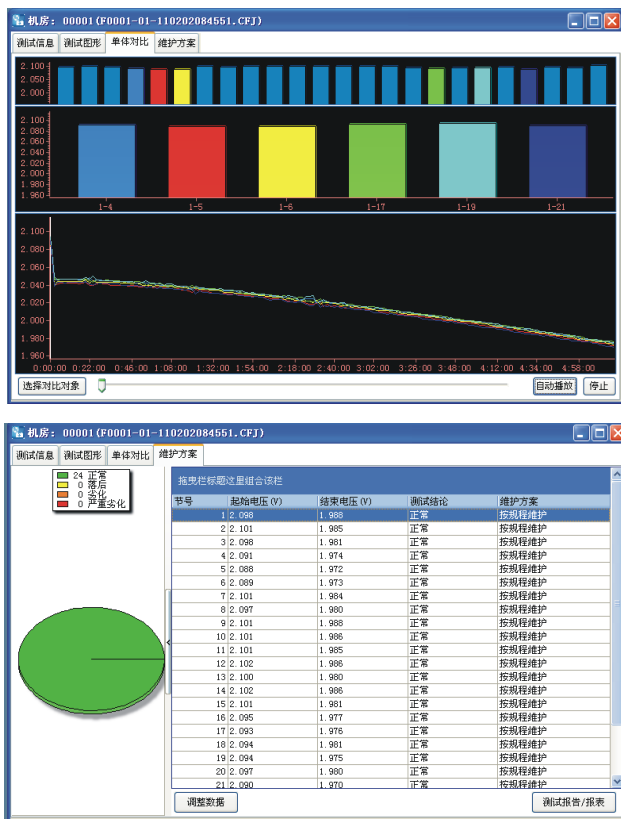 机房: 00001(F0001-01-110202084551.CFJ)
测试信息 测试图形 单体对比 维护方案
2.100
2.050
2.000
2.100
2.080
2.060
2.040
2.020
2.000
1.980
1.960
1-4 1-5 1-6 1-17 1-19 1-21
2.100
2.080
2.060
2.040
2.020
2.000
1.980
1.960
0:00:00 0:22:00 0:46:00 1:08:00 1:32:00 1:54:00 2:18:00 2:40:00 3:02:00 3:26:00 3:48:00 4:12:00 4:34:00 4:58:00
选择对比对象 自动播放 停止
机房: 00001(F0001-01-110202084551.CFJ)
测试信息 测试图形 单体对比 维护方案
24 正常
0 落后
0 劣化
0 严重劣化
拖曳栏标题这里组合该栏
节号 起始电压(V) 结束电压(V) 测试结论 维护方案
1 2.098 1.988 正常 按规程维护
2 2.101 1.985 正常 按规程维护
3 2.098 1.981 正常 按规程维护
4 2.091 1.974 正常 按规程维护
5 2.088 1.972 正常 按规程维护
6 2.089 1.973 正常 按规程维护
7 2.101 1.984 正常 按规程维护
8 2.097 1.980 正常 按规程维护
9 2.101 1.988 正常 按规程维护
10 2.101 1.986 正常 按规程维护
11 2.101 1.985 正常 按规程维护
12 2.102 1.986 正常 按规程维护
13 2.100 1.980 正常 按规程维护
14 2.102 1.986 正常 按规程维护
15 2.101 1.981 正常 按规程维护
16 2.095 1.977 正常 按规程维护
17 2.093 1.976 正常 按规程维护
18 2.094 1.981 正常 按规程维护
19 2.094 1.975 正常 按规程维护
20 2.097 1.980 正常 按规程维护
21 2.090 1.970 正常 按规程维护
调整数据 测试报告/报表